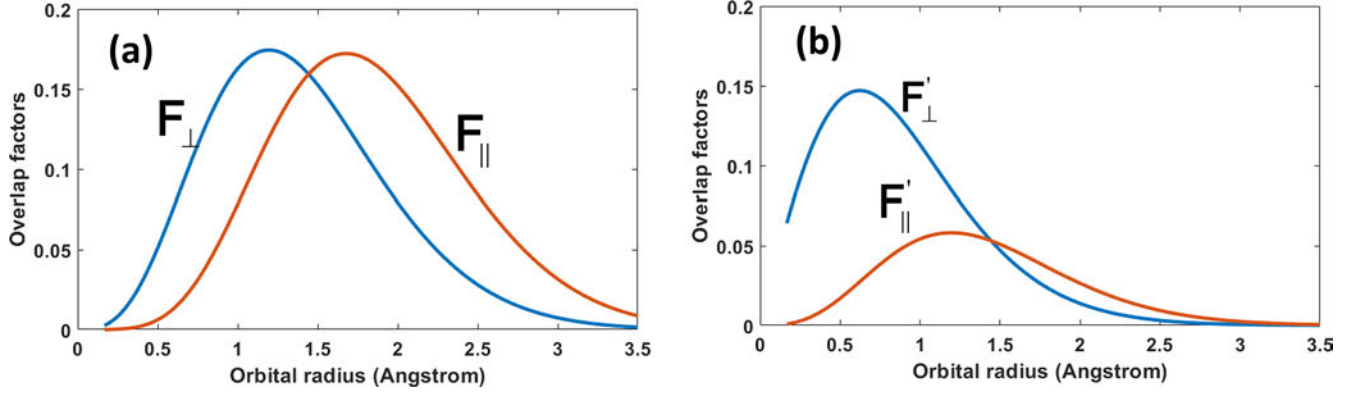 (a)
F⊥
F||
Overlap factors
0.2
0.15
0.1
0.05
0
0 0.5 1 1.5 2 2.5 3 3.5
Orbital radius (Angstrom)
(b)
F'⊥
F'||
Overlap factors
0.2
0.15
0.1
0.05
0
0 0.5 1 1.5 2 2.5 3 3.5
Orbital radius (Angstrom)